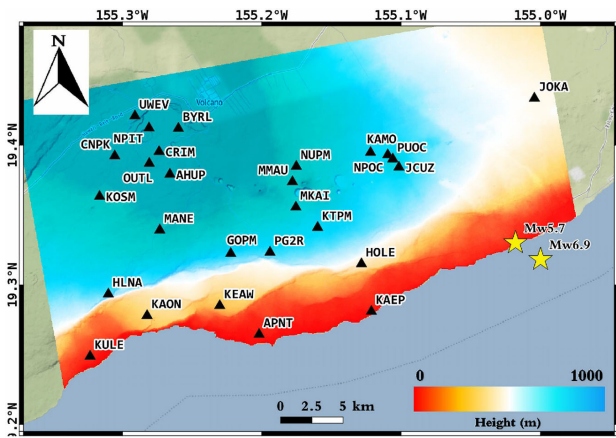 155.3°W 155.2°W 155.1°W 155.0°W
N
Volcano
JOKA
UWEV
BYRL
NPIT
CNPK
CRIM
OUTL
AHUP
KOSM
NUPM
MMAU
MKAI
KAMO
PUOC
NPOC
JCUZ
19.4°N
MANE
KTPM
GOPM
PG2R
HOLE
Mw5.7
Mw6.9
19.3°N
HLNA
KAON
KEAW
KAEP
APNT
KULE
0 1000
Height (m)
0 2.5 5 km
19.2°N